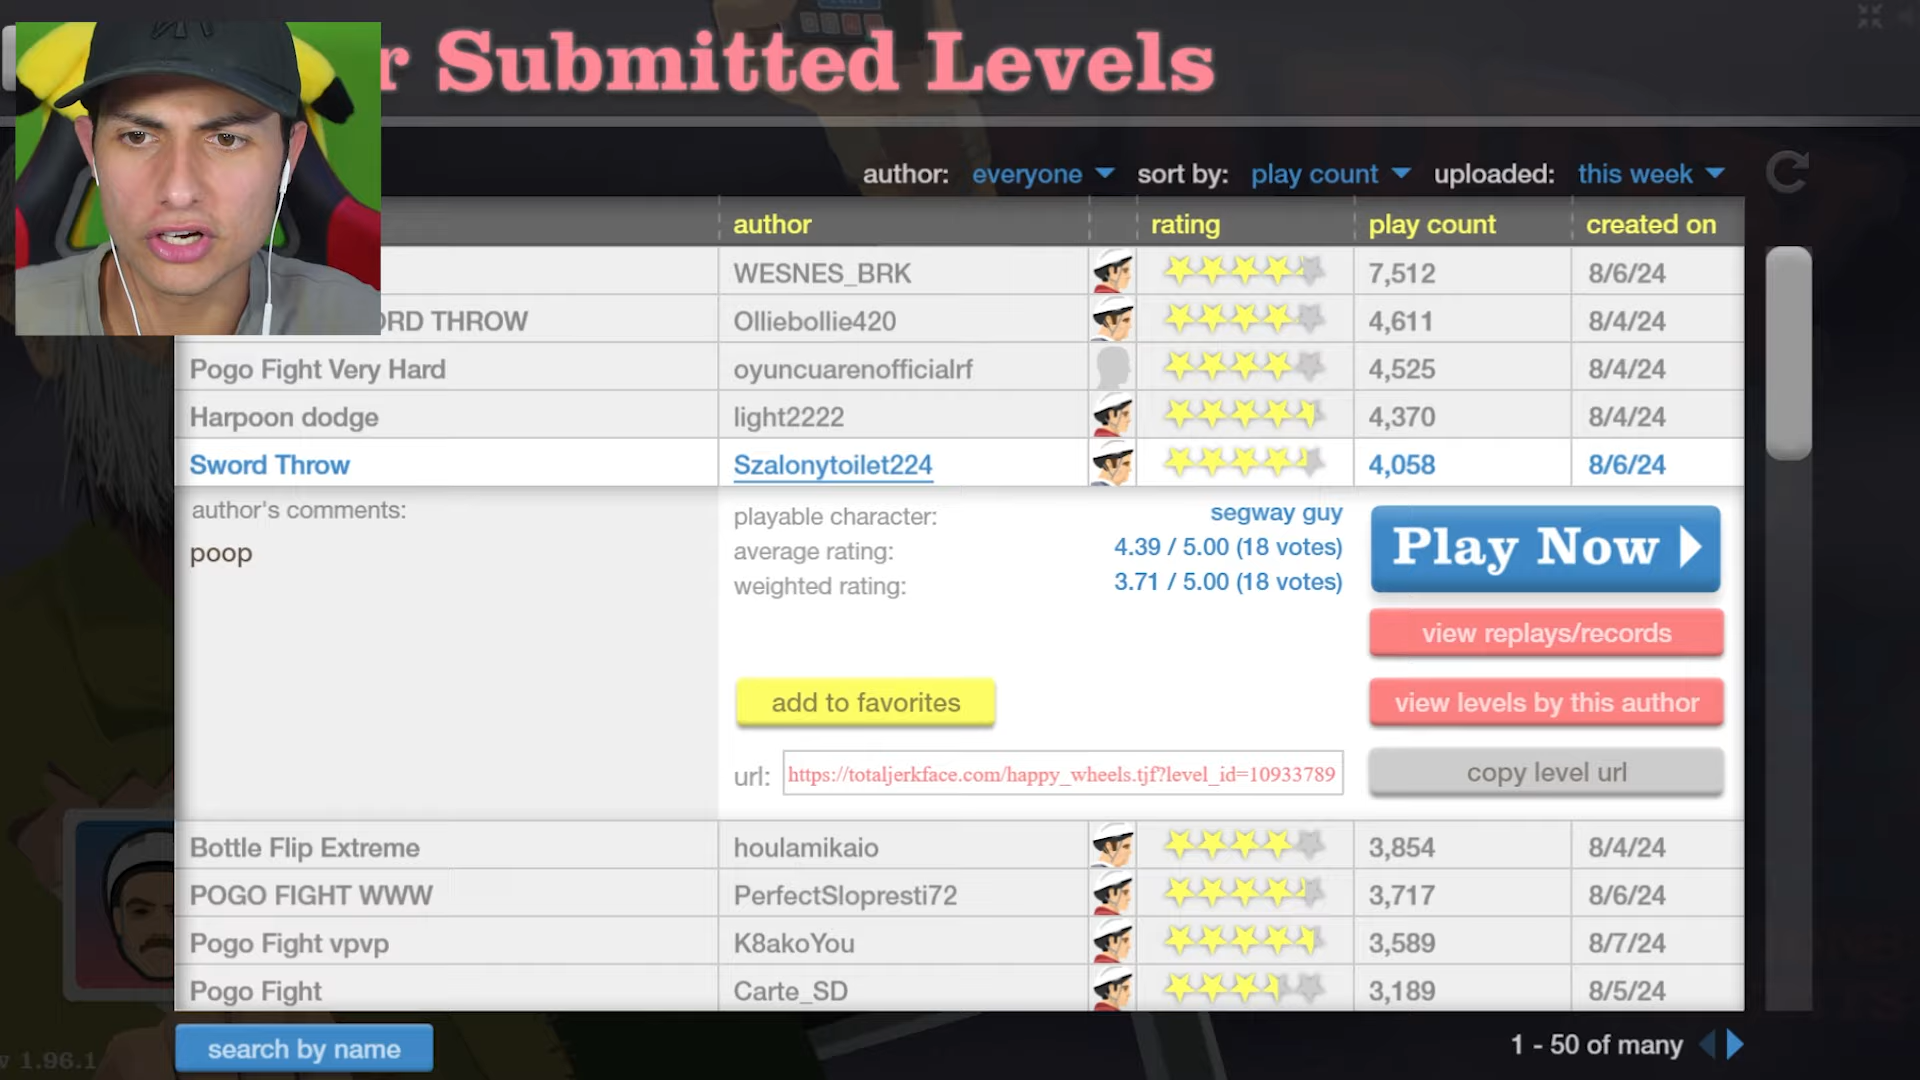 r Submitted Levels
author: everyone sort by: play count uploaded: this week
author rating play count created on
WESNES_BRK 7,512 8/6/24
ORD THROW Olliebollie420 4,611 8/4/24
Pogo Fight Very Hard oyuncuarenofficialrf 4,525 8/4/24
Harpoon dodge light2222 4,370 8/4/24
Sword Throw Szalonytoilet224 4,058 8/6/24
author's comments:
poop
playable character: segway guy
average rating: 4.39 / 5.00 (18 votes)
weighted rating: 3.71 / 5.00 (18 votes)
Play Now
view replays/records
add to favorites
view levels by this author
url: https://totaljerkface.com/happy_wheels.tjf?level_id=10933789
copy level url
Bottle Flip Extreme houlamikaio 3,854 8/4/24
POGO FIGHT WWW PerfectSlopresti72 3,717 8/6/24
Pogo Fight vpvp K8akoYou 3,589 8/7/24
Pogo Fight Carte_SD 3,189 8/5/24
search by name
1 - 50 of many
v 1.96.1